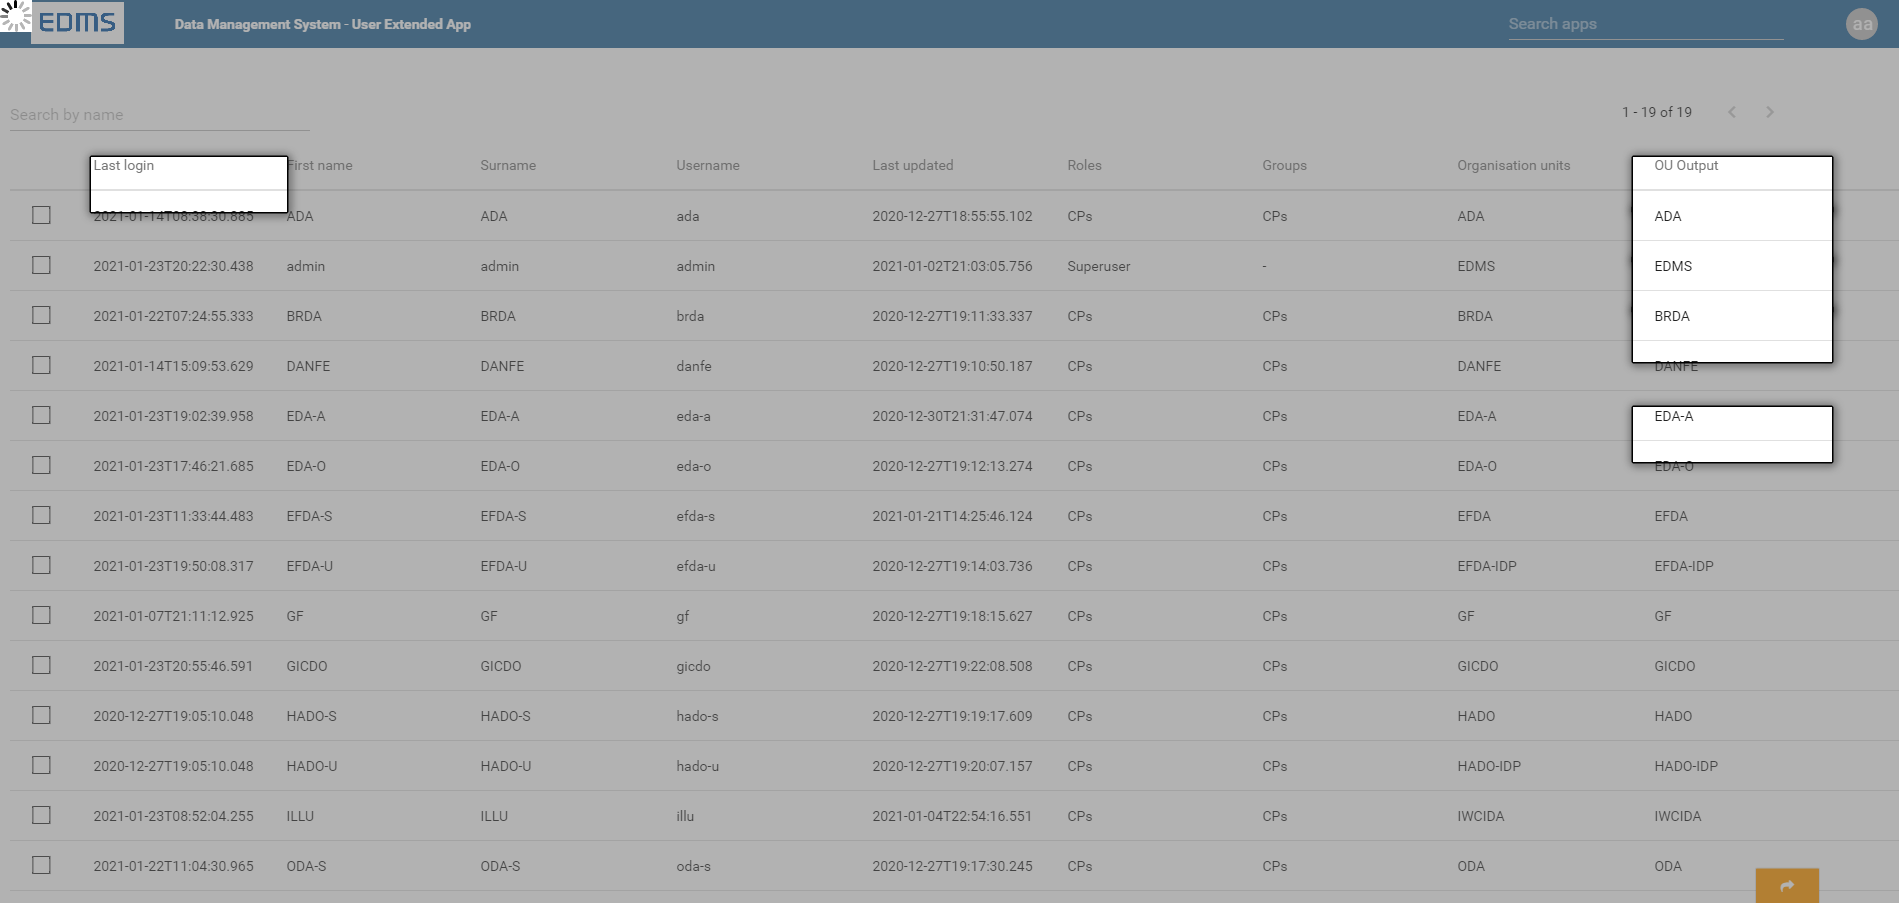 EDMS Data Management System - User Extended App Search apps aa
Search by name 1 - 19 of 19
Last login First name Surname Username Last updated Roles Groups Organisation units OU Output
2021-01-14T08:38:30.885 ADA ADA ada 2020-12-27T18:55:55.102 CPs CPs ADA ADA
2021-01-23T20:22:30.438 admin admin admin 2021-01-02T21:03:05.756 Superuser - EDMS EDMS
2021-01-22T07:24:55.333 BRDA BRDA brda 2020-12-27T19:11:33.337 CPs CPs BRDA BRDA
2021-01-14T15:09:53.629 DANFE DANFE danfe 2020-12-27T19:10:50.187 CPs CPs DANFE DANFE
2021-01-23T19:02:39.958 EDA-A EDA-A eda-a 2020-12-30T21:31:47.074 CPs CPs EDA-A EDA-A
2021-01-23T17:46:21.685 EDA-O EDA-O eda-o 2020-12-27T19:12:13.274 CPs CPs EDA-O EDA-O
2021-01-23T11:33:44.483 EFDA-S EFDA-S efda-s 2021-01-21T14:25:46.124 CPs CPs EFDA EFDA
2021-01-23T19:50:08.317 EFDA-U EFDA-U efda-u 2020-12-27T19:14:03.736 CPs CPs EFDA-IDP EFDA-IDP
2021-01-07T21:11:12.925 GF GF gf 2020-12-27T19:18:15.627 CPs CPs GF GF
2021-01-23T20:55:46.591 GICDO GICDO gicdo 2020-12-27T19:22:08.508 CPs CPs GICDO GICDO
2020-12-27T19:05:10.048 HADO-S HADO-S hado-s 2020-12-27T19:19:17.609 CPs CPs HADO HADO
2020-12-27T19:05:10.048 HADO-U HADO-U hado-u 2020-12-27T19:20:07.157 CPs CPs HADO-IDP HADO-IDP
2021-01-23T08:52:04.255 ILLU ILLU illu 2021-01-04T22:54:16.551 CPs CPs IWCIDA IWCIDA
2021-01-22T11:04:30.965 ODA-S ODA-S oda-s 2020-12-27T19:17:30.245 CPs CPs ODA ODA